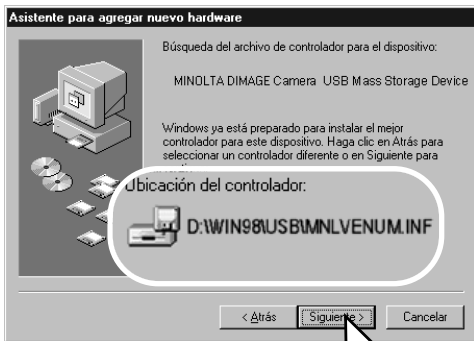 Asistente para agregar nuevo hardware
Búsqueda del archivo de controlador para el dispositivo:
MINOLTA DIMAGE Camera USB Mass Storage Device
Windows ya está preparado para instalar el mejor
controlador para este dispositivo. Haga clic en Atrás para
seleccionar un controlador diferente o en Siguiente para
Ubicación del controlador:
D:\WIN98\USB\MNLVENUM.INF
< Atrás
Siguiente >
Cancelar